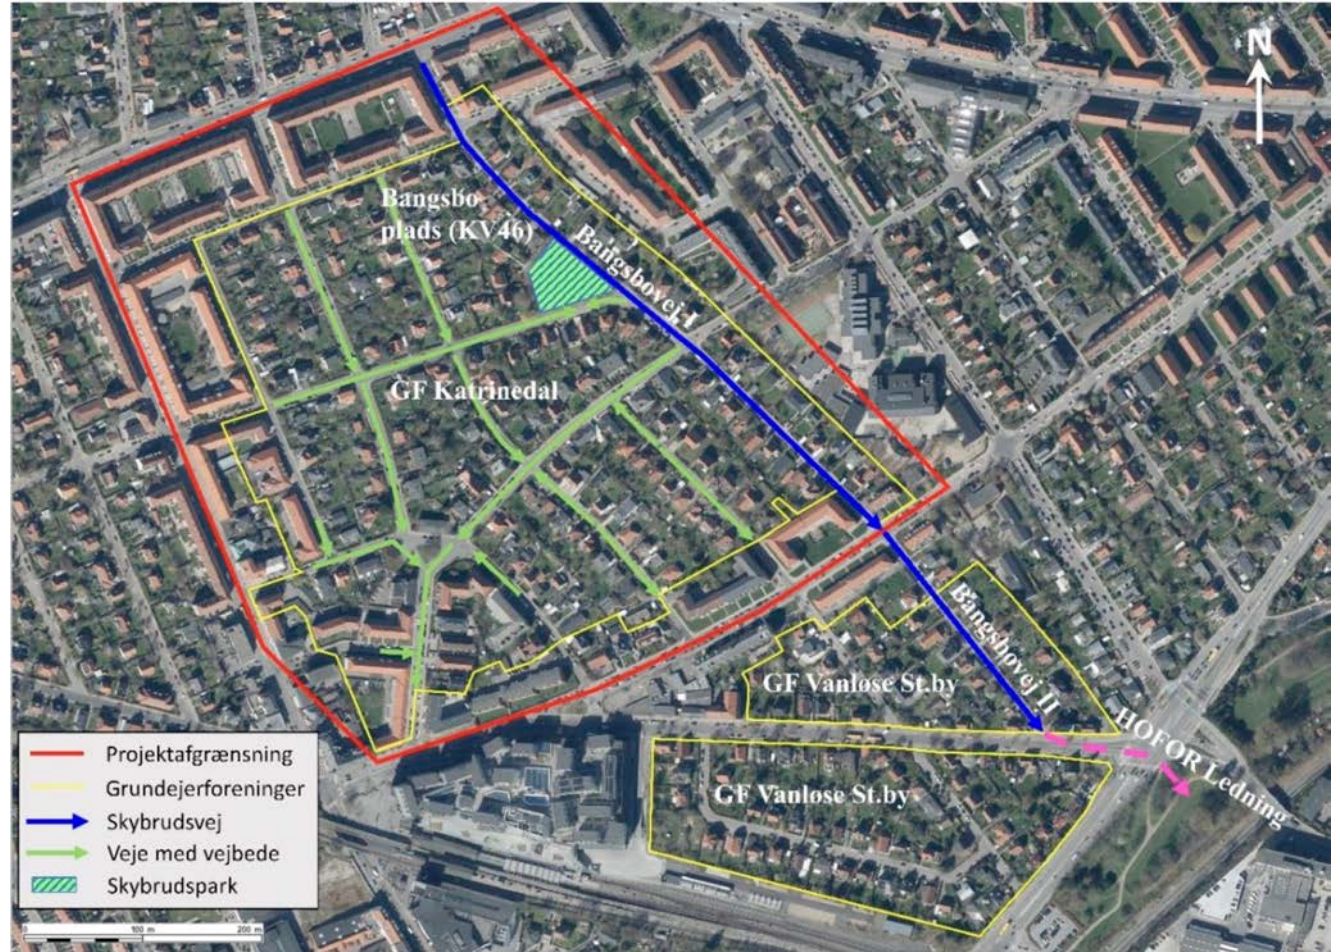 N
Bangsbo
plads (KV46)
Bangsbovej I
GF Katrinedal
Bangsbovej II
GF Vanløse St.by
HOFOR Ledning
GF Vanløse St.by
Projektafgrænsning
Grundejerforeninger
Skybrudsvej
Veje med vejbede
Skybrudspark
0 100 m 200 m